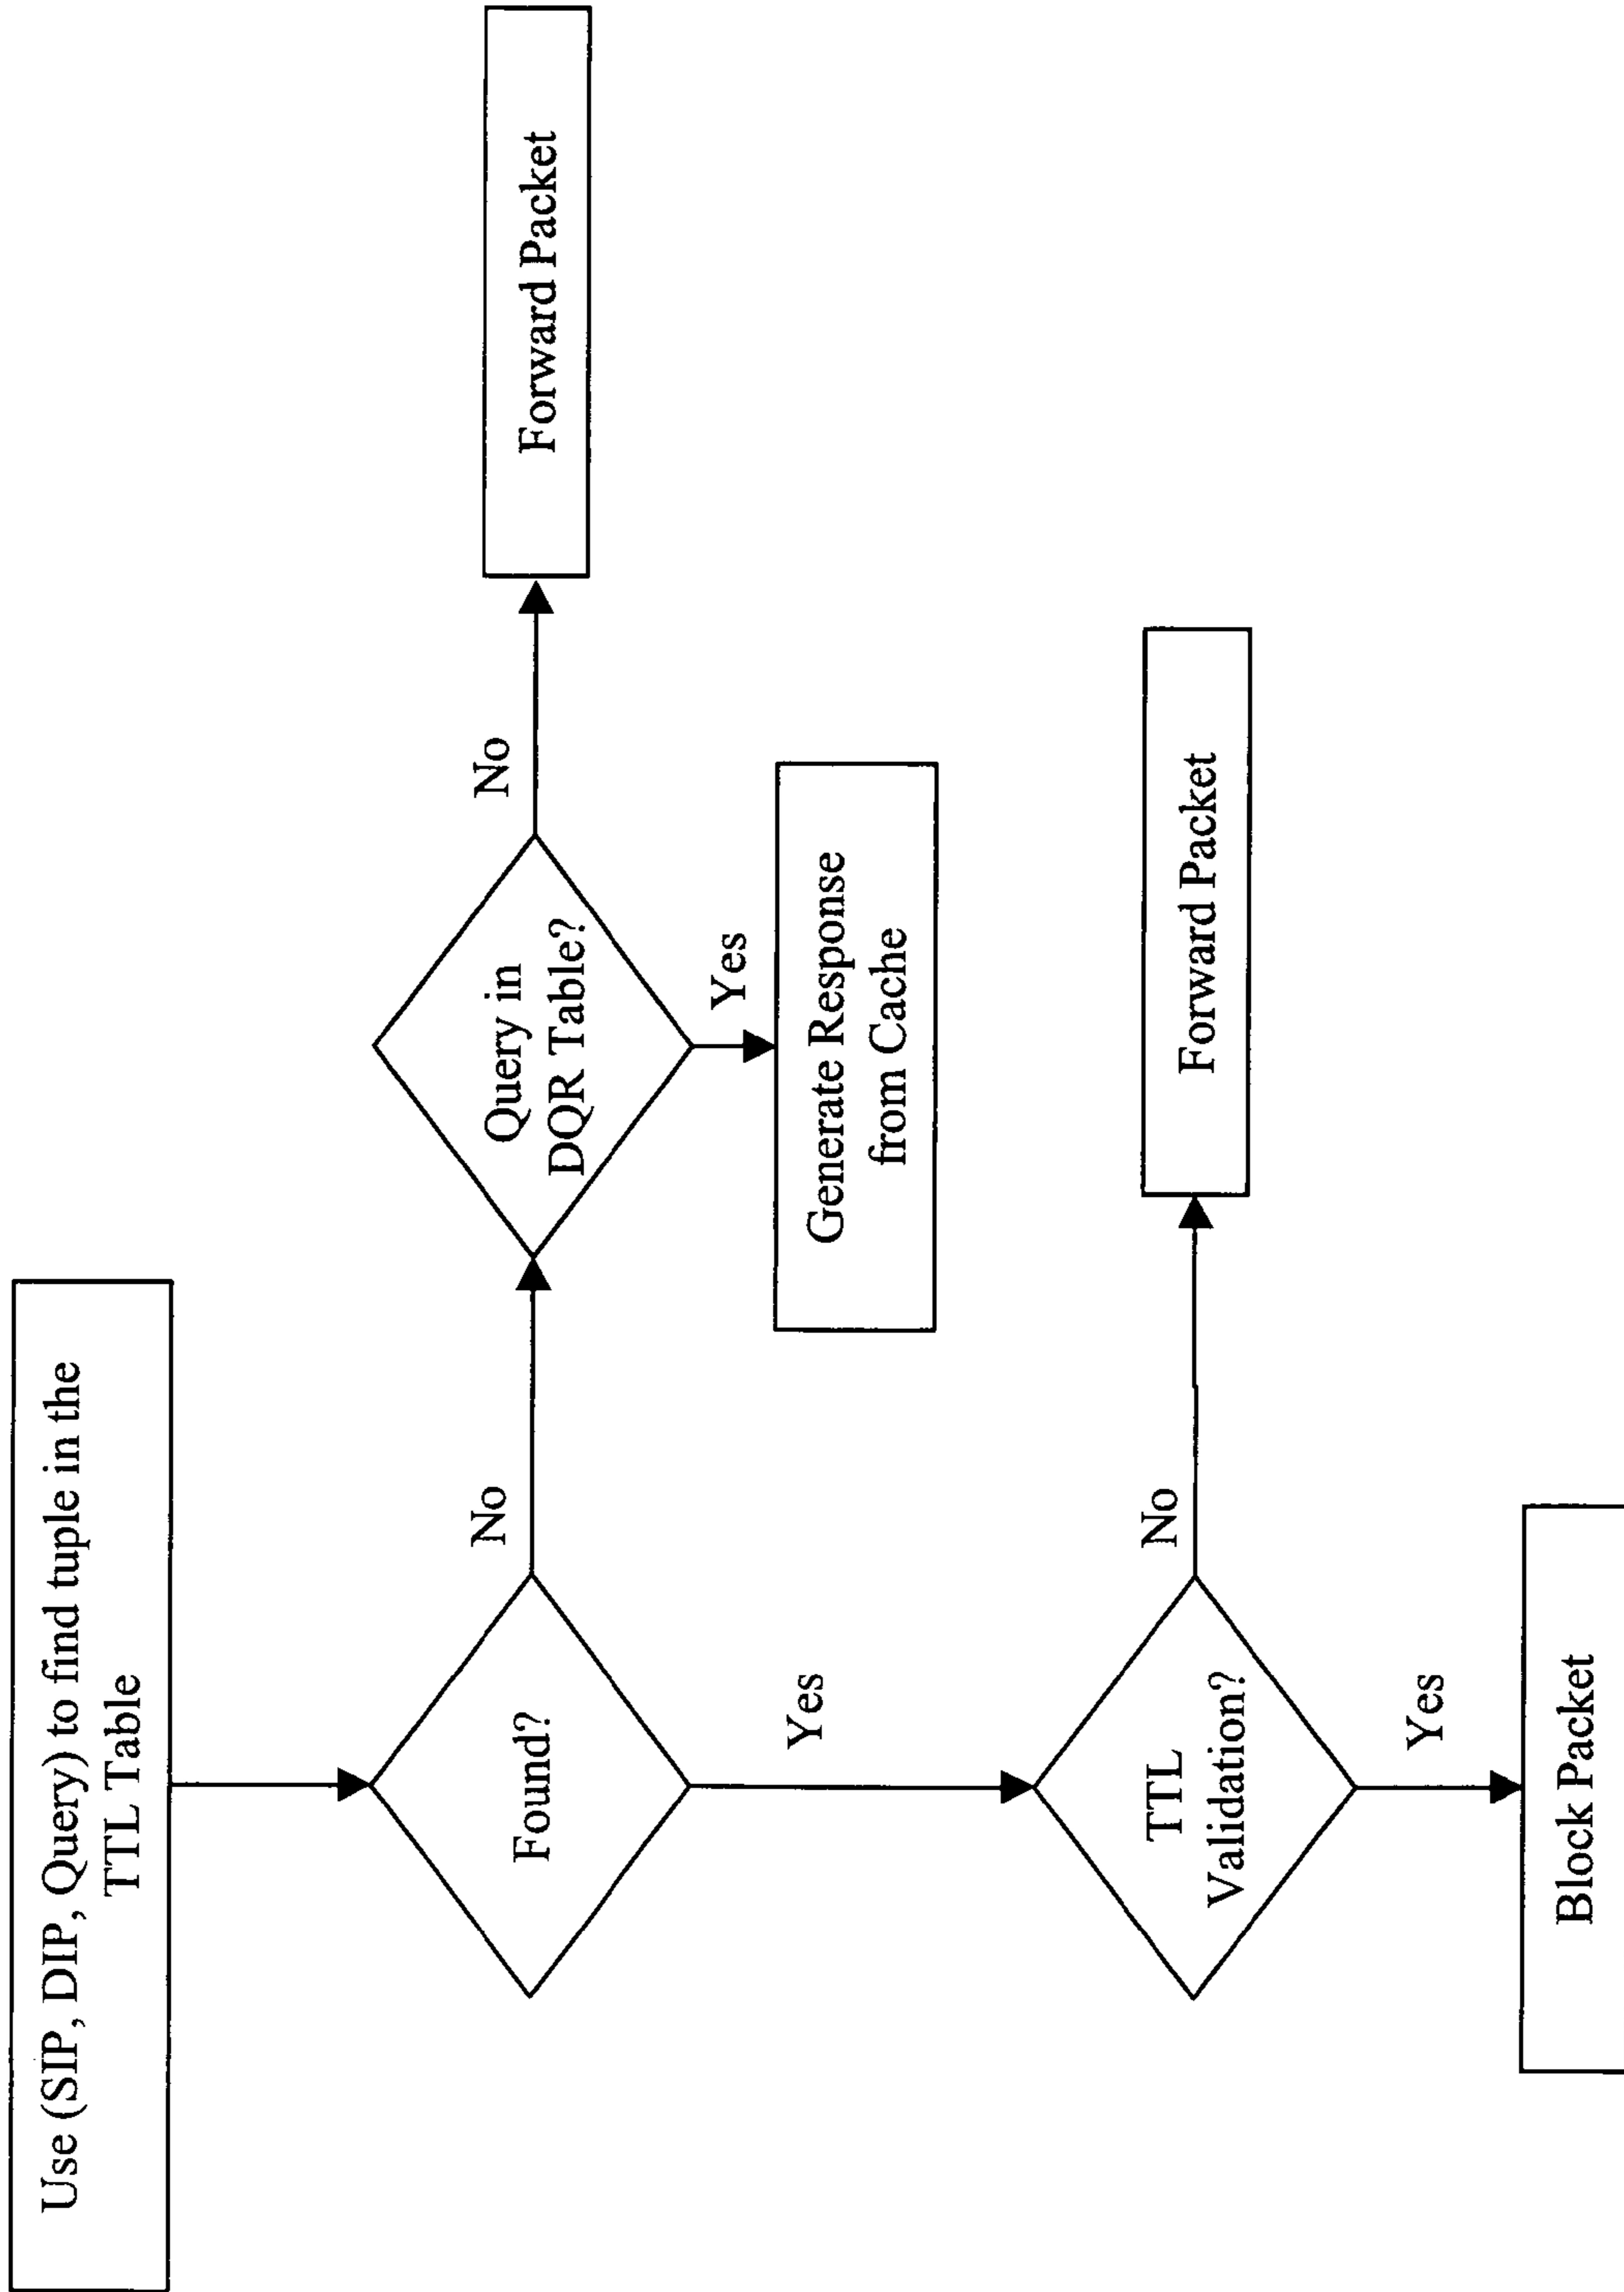 Use (SIP, DIP, Query) to find tuple in the
TTL Table
Found?
No
Query in
DQR Table?
No
Forward Packet
Yes
Generate Response
from Cache
Yes
TTL
Validation?
No
Forward Packet
Yes
Block Packet